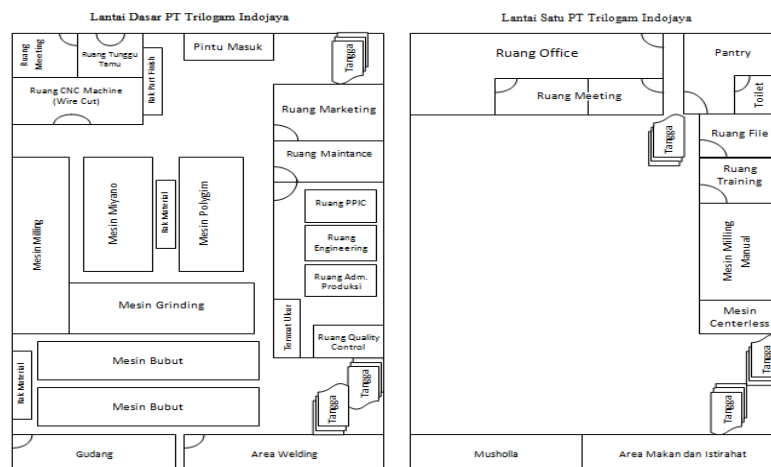 Lantai Dasar PT Trilogam Indojaya
Ruang
Meeting
Ruang Tunggu
Tamu
Rak Part Finish
Pintu Masuk
Tangga
Ruang CNC Machine
(Wire Cut)
Ruang Marketing
Ruang Maintance
Mesin Milling
Mesin Miyano
Rak Material
Mesin Polygim
Ruang PPIC
Ruang
Engineering
Ruang Adm.
Produksi
Mesin Grinding
Tempat Ukur
Ruang Quality
Control
Rak Material
Mesin Bubut
Mesin Bubut
Tangga
Tangga
Gudang
Area Welding
Lantai Satu PT Trilogam Indojaya
Ruang Office
Pantry
Ruang Meeting
Toilet
Tangga
Ruang File
Ruang
Training
Mesin Milling
Manual
Mesin
Centerless
Tangga
Tangga
Musholla
Area Makan dan Istirahat